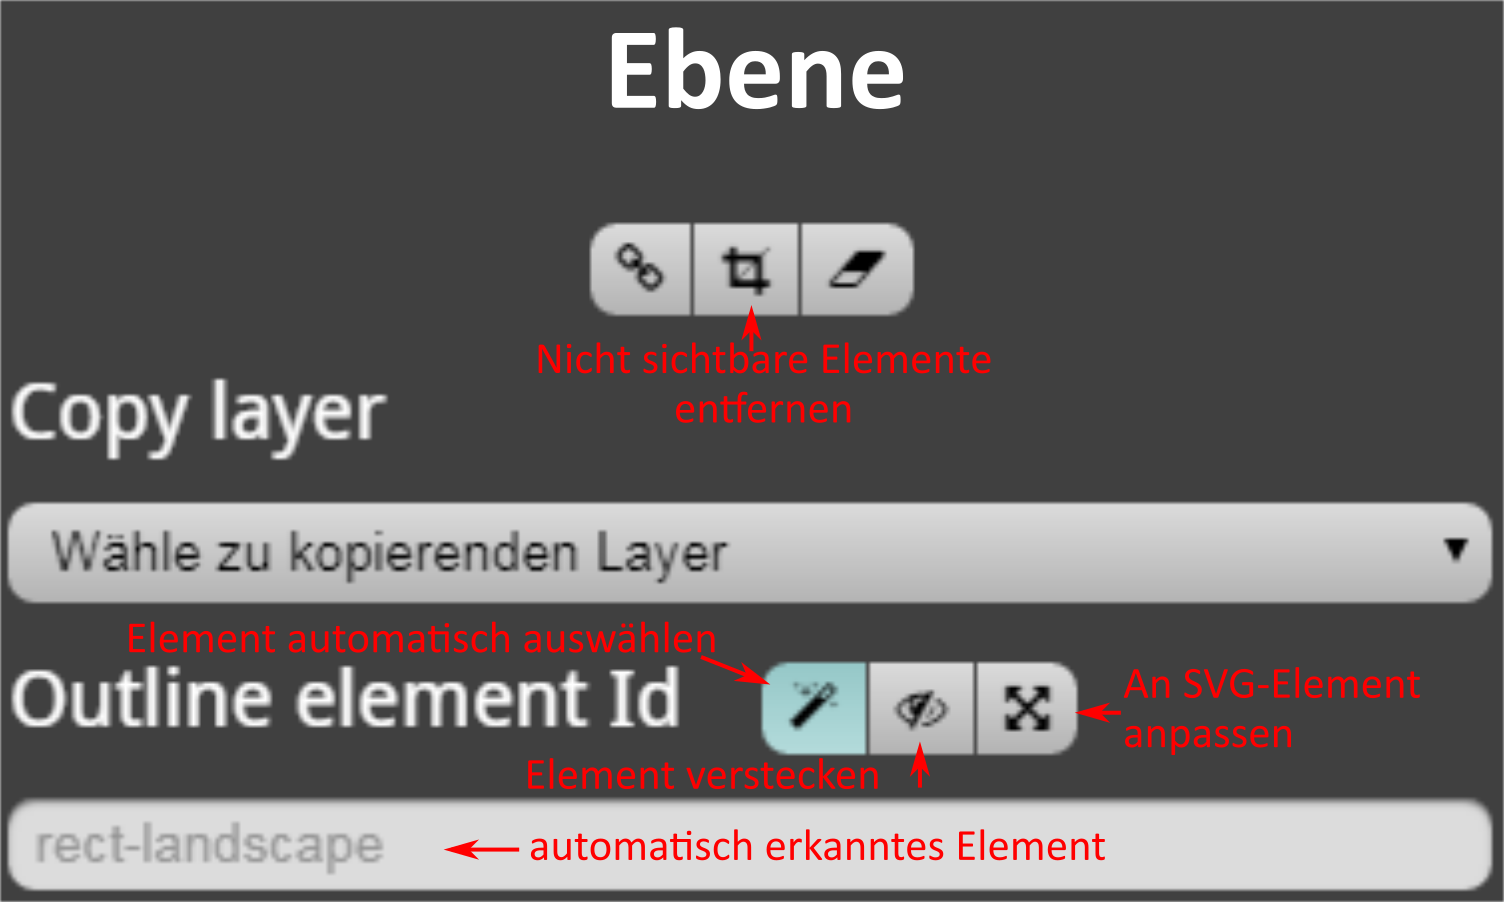 Ebene
Nicht sichtbare Elemente
entfernen
Copy layer
Wähle zu kopierenden Layer
Element automatisch auswählen
Outline element Id
An SVG-Element
anpassen
Element verstecken
rect-landscape
automatisch erkanntes Element